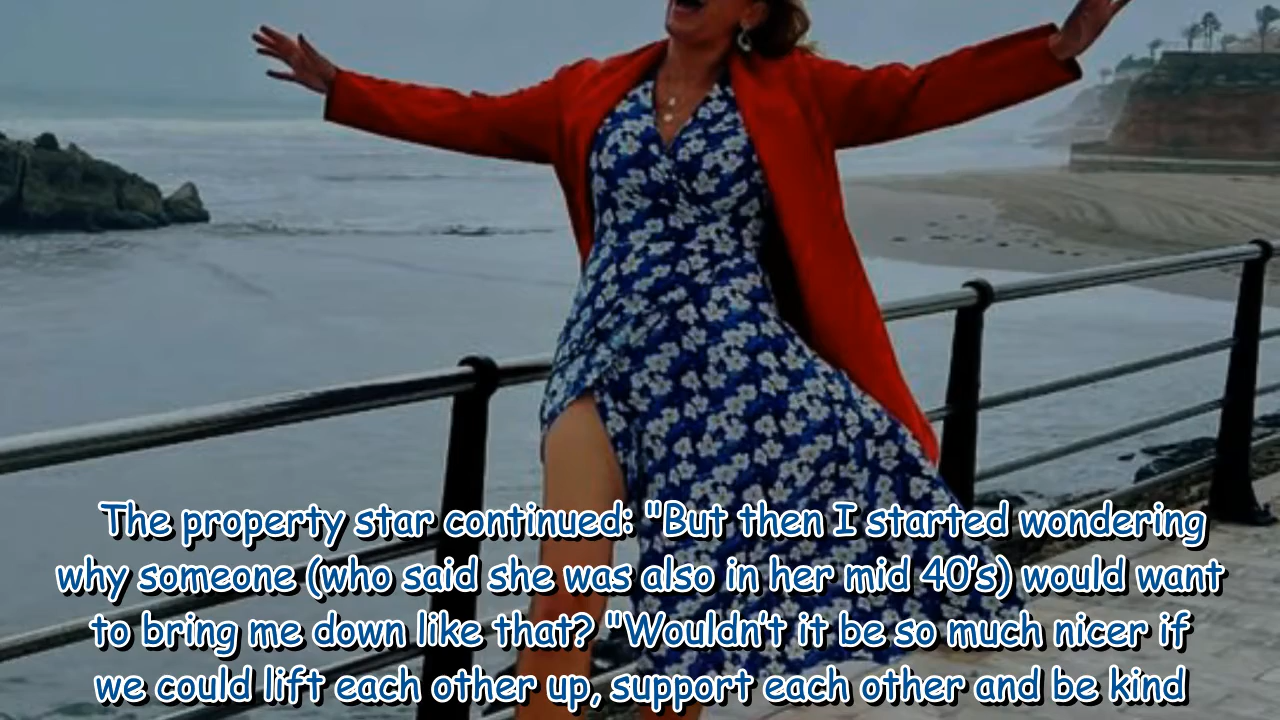 The property star continued: "But then I started wondering
why someone (who said she was also in her mid 40's) would want
to bring me down like that? "Wouldn't it be so much nicer if
we could lift each other up, support each other and be kind